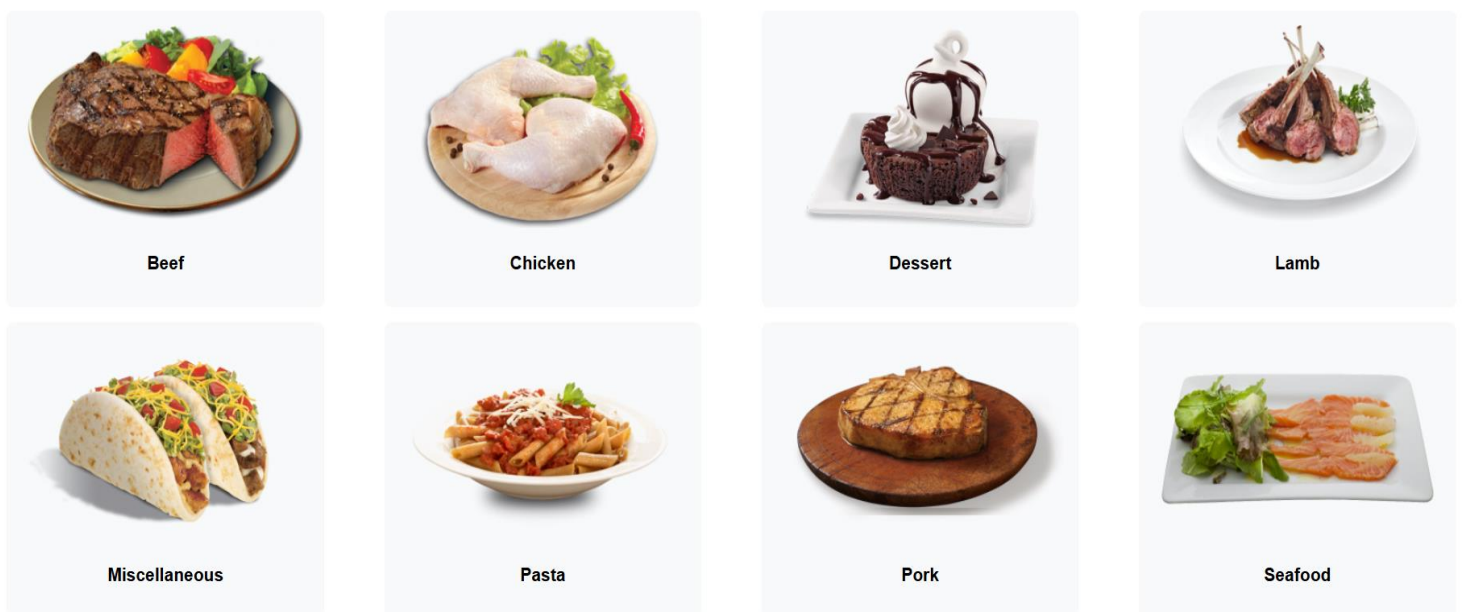 Beef
Chicken
Dessert
Lamb
Miscellaneous
Pasta
Pork
Seafood